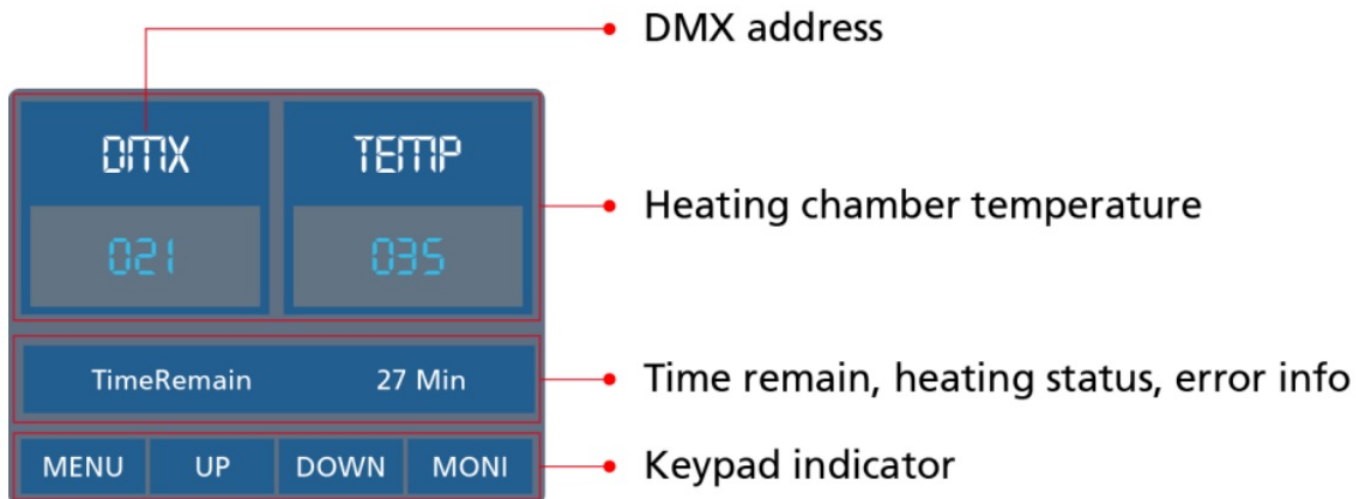 DMX address
DMX TEMP
Heating chamber temperature
021 035
TimeRemain 27 Min
Time remain, heating status, error info
MENU UP DOWN MONI
Keypad indicator